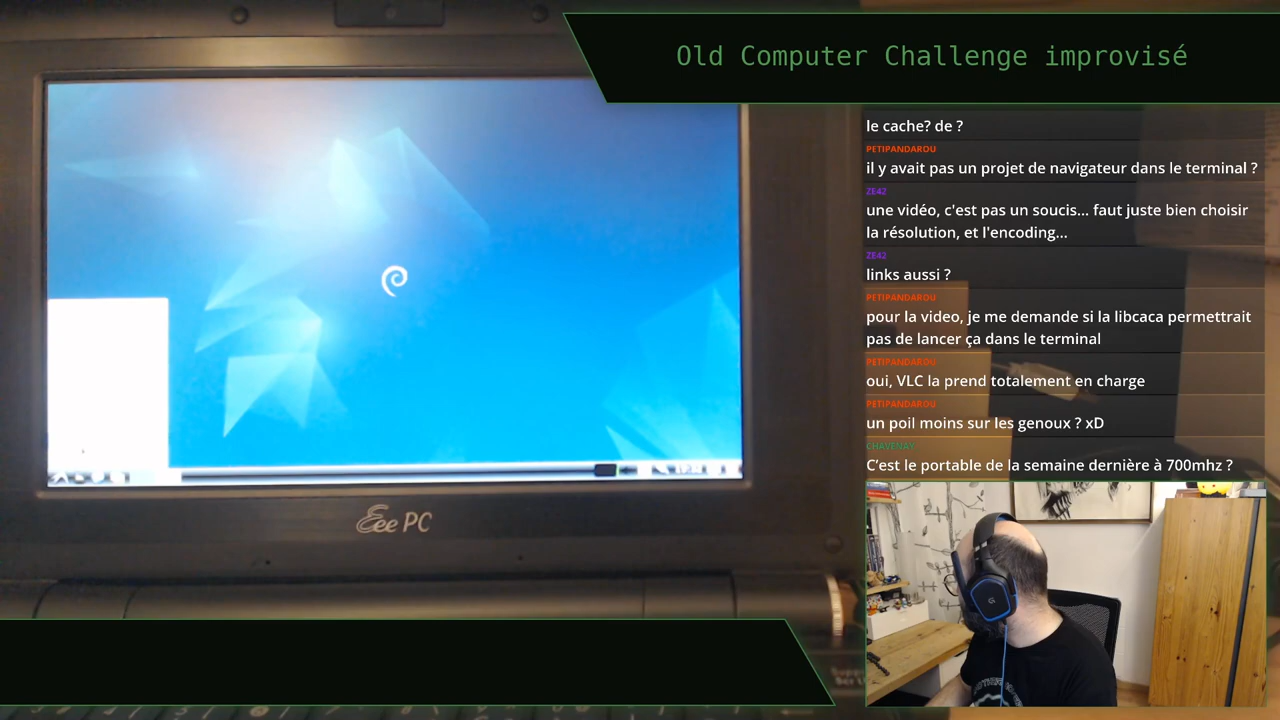 Old Computer Challenge improvisé
le cache? de ?
PETIPANDAROU
il y avait pas un projet de navigateur dans le terminal ?
ZE42
une vidéo, c'est pas un soucis... faut juste bien choisir
la résolution, et l'encoding...
ZE42
links aussi ?
PETIPANDAROU
pour la video, je me demande si la libcaca permettrait
pas de lancer ça dans le terminal
PETIPANDAROU
oui, VLC la prend totalement en charge
PETIPANDAROU
un poil moins sur les genoux ? xD
CHAVENAY
C'est le portable de la semaine dernière à 700mhz ?
Eee PC